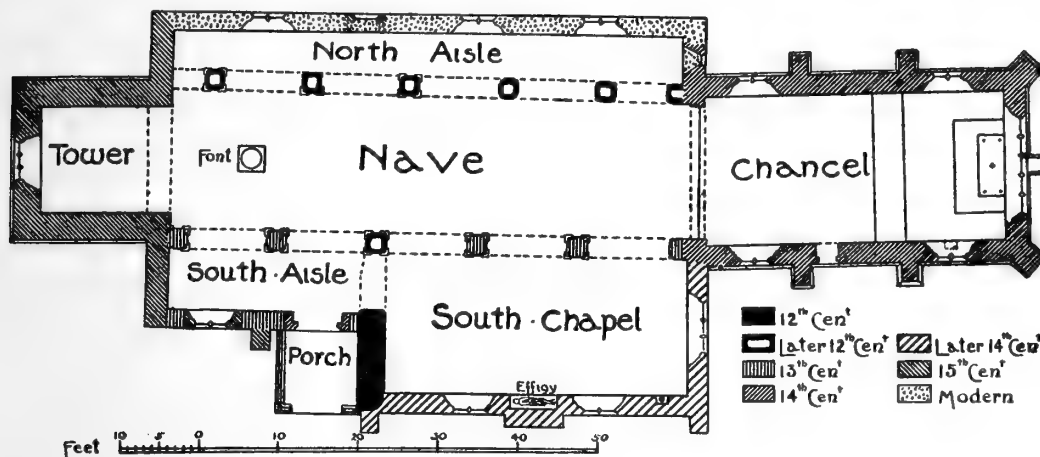 North Aisle
Tower
Font
Nave
Chancel
South · Aisle
South · Chapel
Porch
Effigy
12th Cent
Later 12th Cent
13th Cent
14th Cent
Later 14th Cent
15th Cent
Modern
Feet 10 5 0 10 20 30 40 50